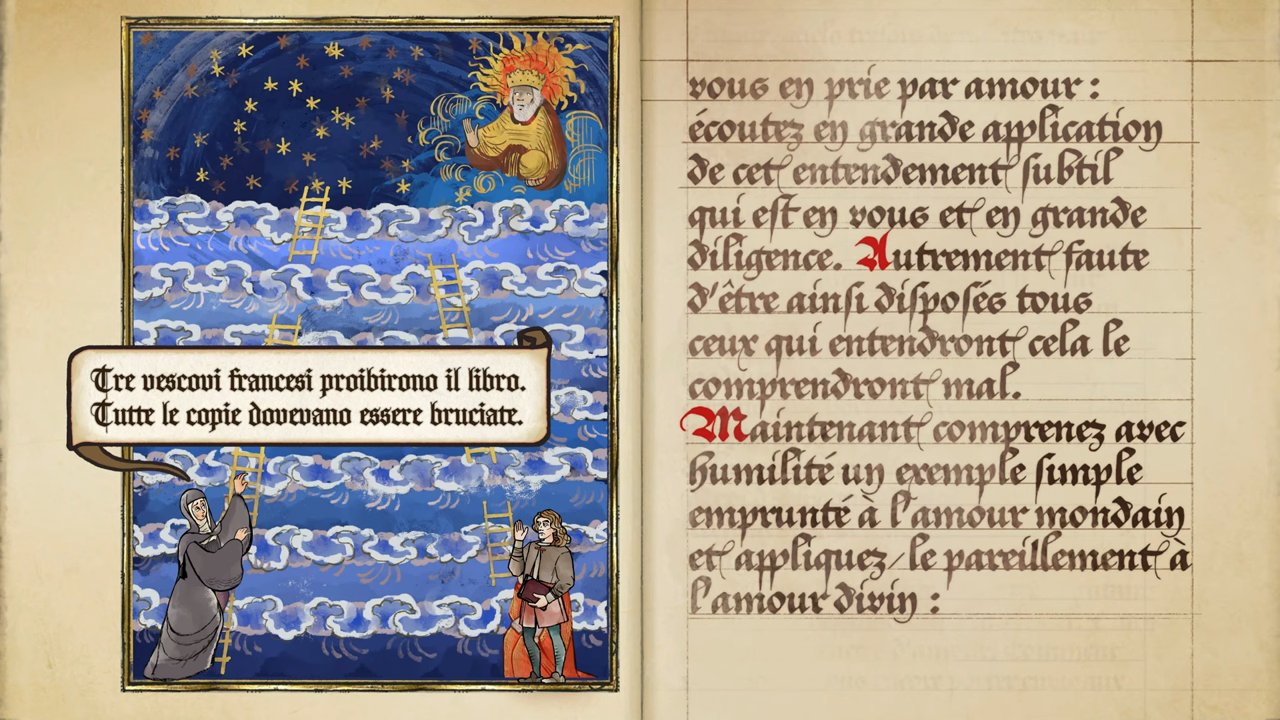 Tre vescovi francesi proibirono il libro.
Tutte le copie dovevano essere bruciate.
vous en prie par amour :
écoutez en grande application
de cet entendement subtil
qui est en vous et en grande
diligence. Autrement faute
d'être ainsi disposés tous
ceux qui entendront cela le
comprendront mal.
Maintenant comprenez avec
humilité un exemple simple
emprunté à l'amour mondain
et appliquez-le pareillement à
l'amour divin :